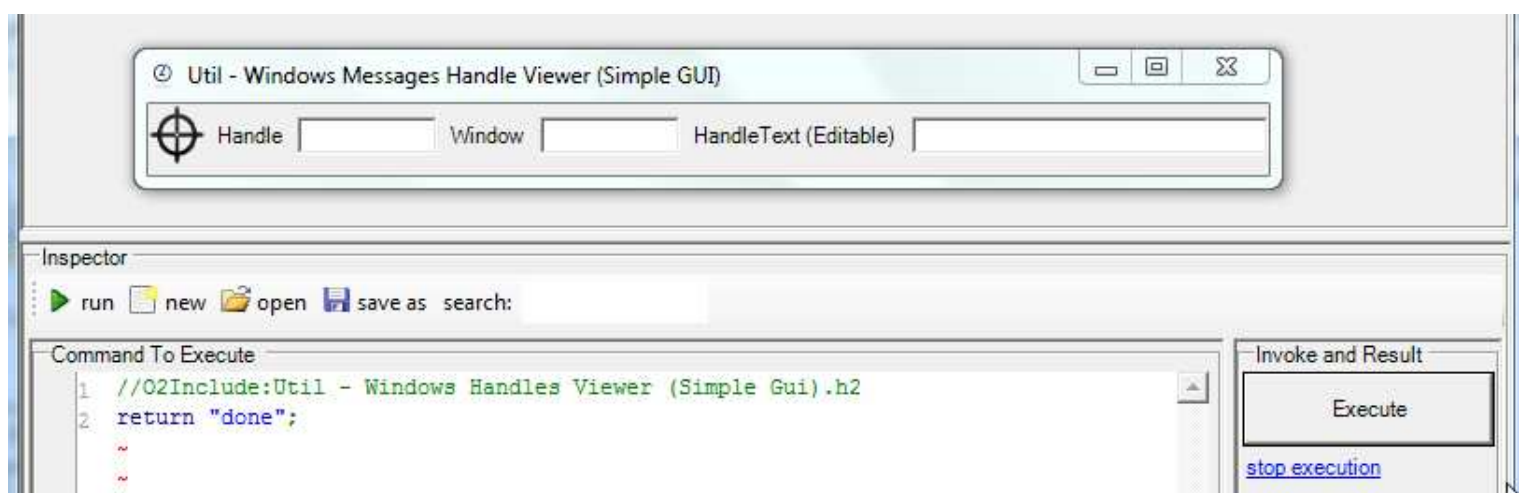 Util - Windows Messages Handle Viewer (Simple GUI)
Handle Window HandleText (Editable)
Inspector
run new open save as search:
Command To Execute
1 //O2Include:Util - Windows Handles Viewer (Simple Gui).h2
2 return "done";
~
~
Invoke and Result
Execute
stop execution